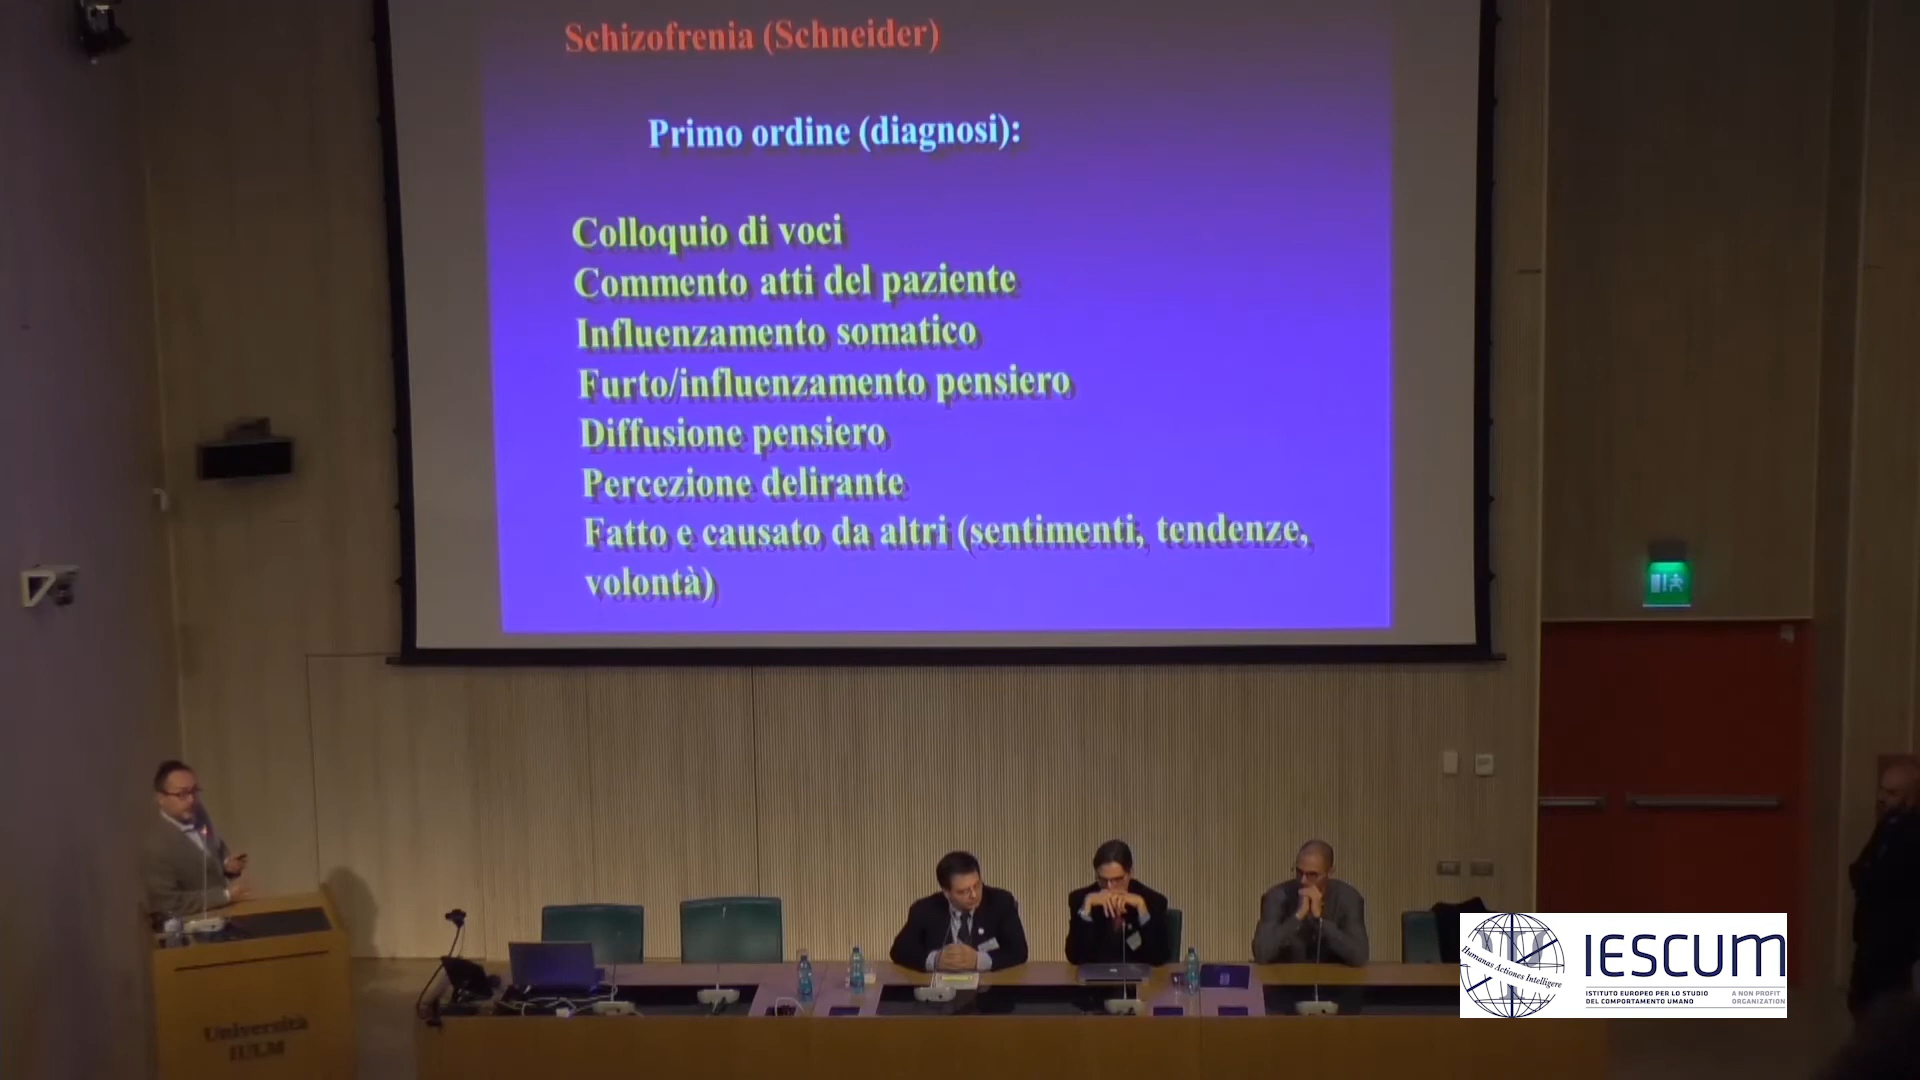 Schizofrenia (Schneider)
Primo ordine (diagnosi):
Colloquio di voci
Commento atti del paziente
Influenzamento somatico
Furto/influenzamento pensiero
Diffusione pensiero
Percezione delirante
Fatto e causato da altri (sentimenti, tendenze,
volontà)
Università
IULM
Humanas Actiones Intelligere
IESCUM
ISTITUTO EUROPEO PER LO STUDIO
DEL COMPORTAMENTO UMANO
A NON PROFIT
ORGANIZATION